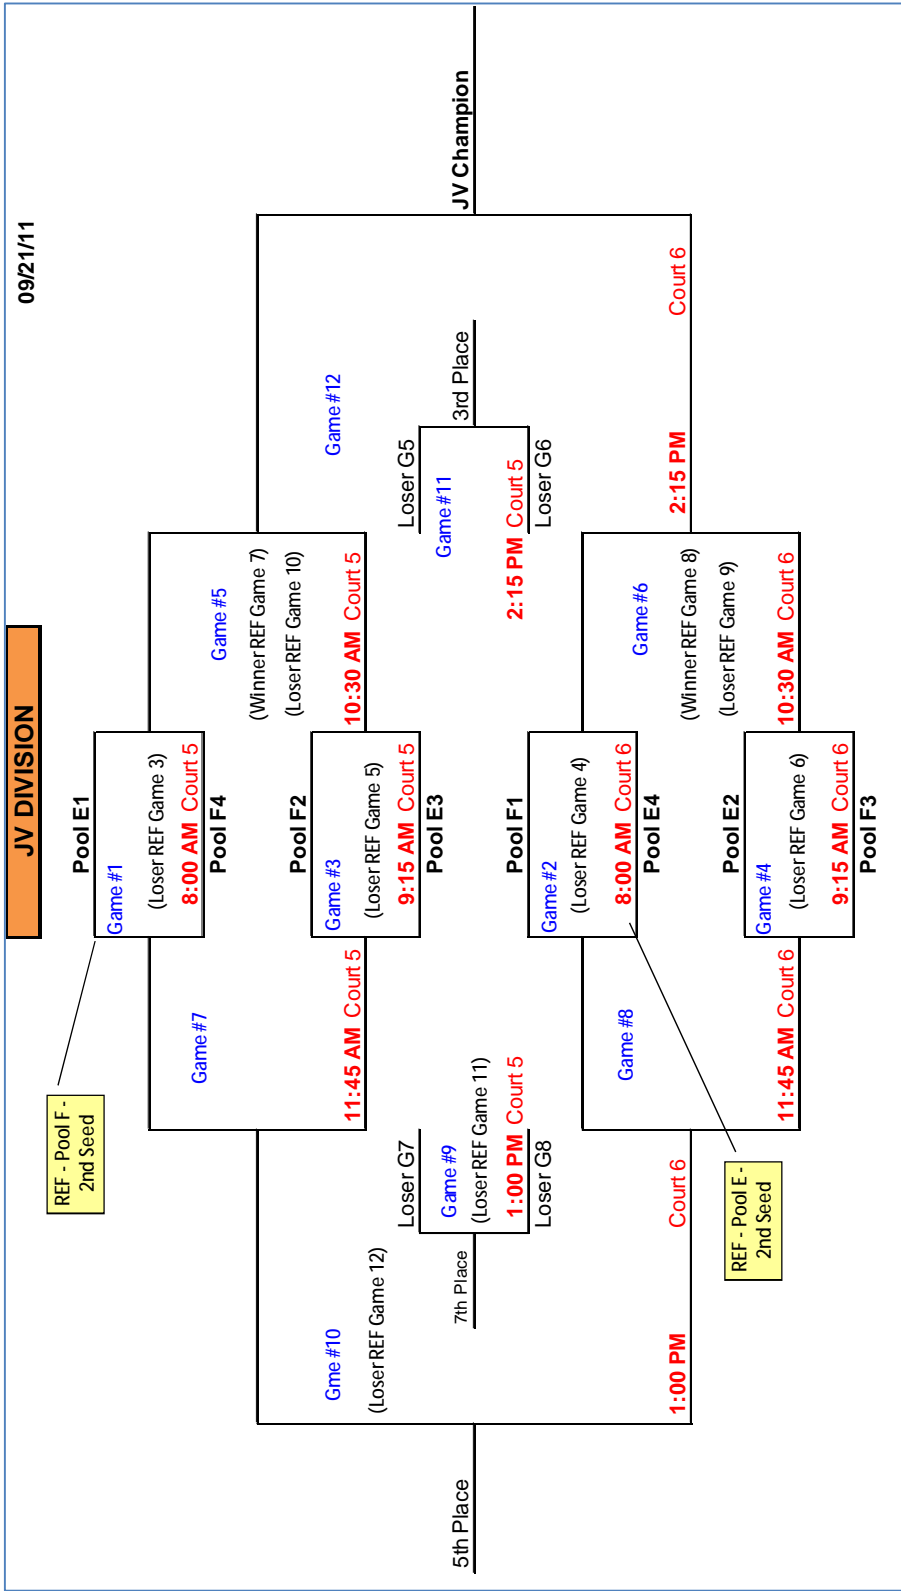 JV DIVISION
09/21/11
REF - Pool F -
2nd Seed
Pool E1
Game #1
(Loser REF Game 3)
8:00 AM Court 5
Pool F4
Game #7
Game #5
(Winner REF Game 7)
(Loser REF Game 10)
Pool F2
11:45 AM Court 5
10:30 AM Court 5
Game #3
(Loser REF Game 5)
9:15 AM Court 5
Pool E3
Gme #10
(Loser REF Game 12)
Game #12
Loser G7
Game #9
(Loser REF Game 11)
7th Place
1:00 PM Court 5
Loser G8
Loser G5
Game #11
3rd Place
2:15 PM Court 5
Loser G6
5th Place
JV Champion
Pool F1
Game #2
(Loser REF Game 4)
8:00 AM Court 6
Pool E4
Game #8
Game #6
1:00 PM
Court 6
2:15 PM
Court 6
(Winner REF Game 8)
(Loser REF Game 9)
REF - Pool E -
2nd Seed
Pool E2
11:45 AM Court 6
10:30 AM Court 6
Game #4
(Loser REF Game 6)
9:15 AM Court 6
Pool F3